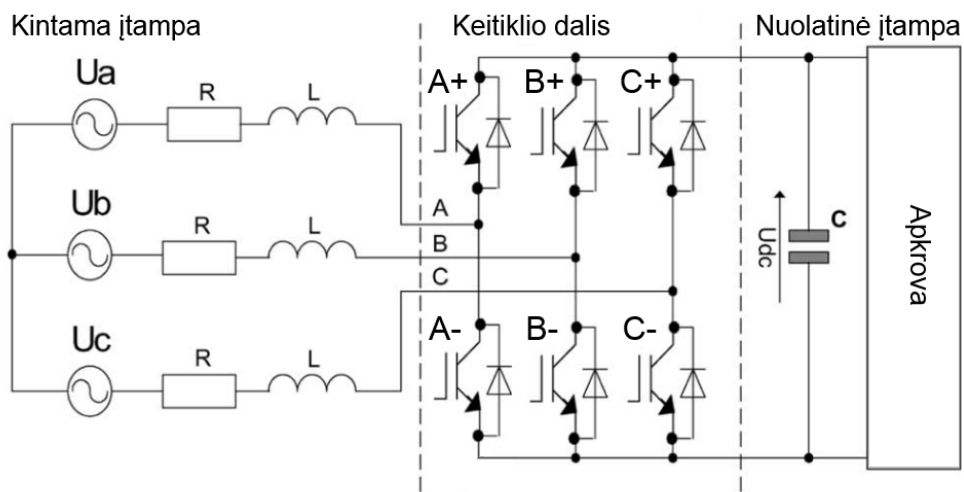 Kintama įtampa
Keitiklio dalis
Nuolatinė įtampa
Ua
R
L
A+
B+
C+
Ub
R
L
A
B
C
C
Udc
Apkrova
Uc
R
L
A-
B-
C-